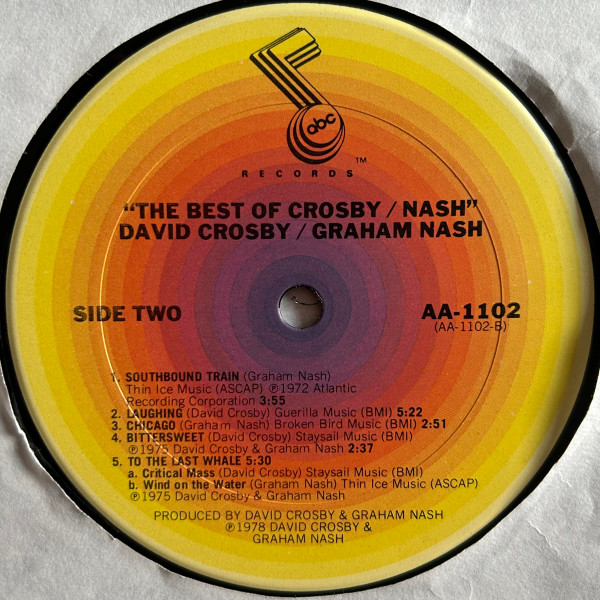 abc
RECORDS ™
"THE BEST OF CROSBY / NASH"
DAVID CROSBY / GRAHAM NASH
SIDE TWO
AA-1102
(AA-1102-B)
1. SOUTHBOUND TRAIN (Graham Nash)
Thin Ice Music (ASCAP) ℗1972 Atlantic
Recording Corporation 3:55
2. LAUGHING (David Crosby) Guerilla Music (BMI) 5:22
3. CHICAGO (Graham Nash) Broken Bird Music (BMI) 2:51
4. BITTERSWEET (David Crosby) Staysail Music (BMI)
℗1975 David Crosby & Graham Nash 2:37
5. TO THE LAST WHALE 5:30
a. Critical Mass (David Crosby) Staysail Music (BMI)
b. Wind on the Water (Graham Nash) Thin Ice Music (ASCAP)
℗1975 David Crosby & Graham Nash
PRODUCED BY DAVID CROSBY & GRAHAM NASH
℗1978 DAVID CROSBY &
GRAHAM NASH